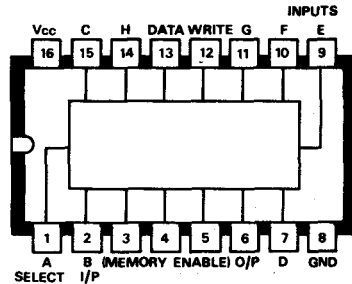 INPUTS
Vcc C H DATA WRITE G F E
16 15 14 13 12 11 10 9
1 2 3 4 5 6 7 8
A B (MEMORY ENABLE) O/P D GND
SELECT I/P